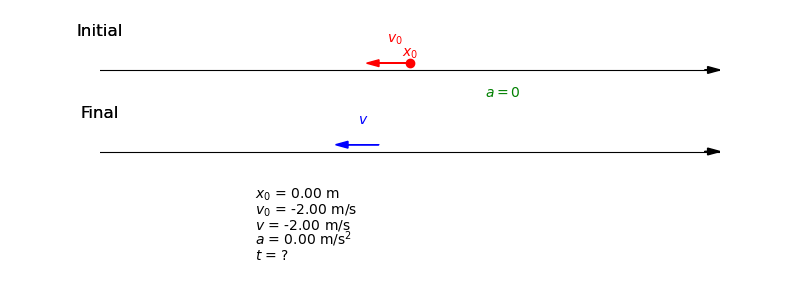 Initial
v₀
x₀
a = 0
Final
v
x₀ = 0.00 m
v₀ = -2.00 m/s
v = -2.00 m/s
a = 0.00 m/s²
t = ?